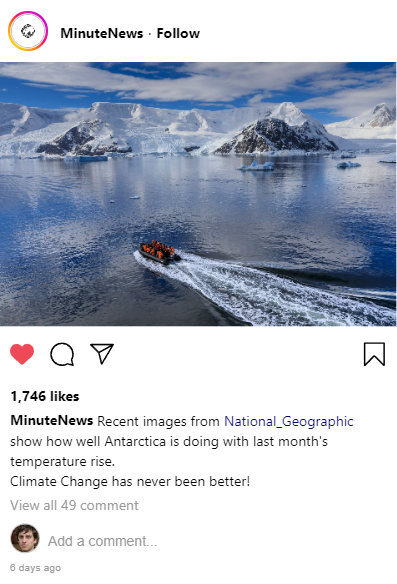 MinuteNews · Follow
1,746 likes
MinuteNews Recent images from National_Geographic
show how well Antarctica is doing with last month's
temperature rise.
Climate Change has never been better!
View all 49 comment
Add a comment...
6 days ago